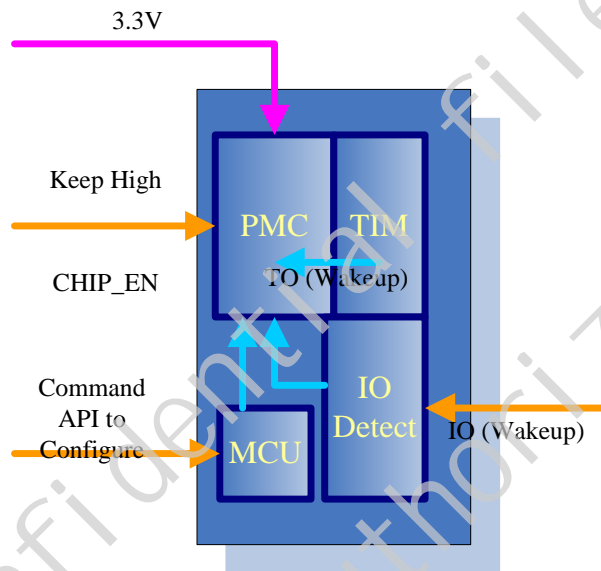 3.3V
Keep High
PMC
TIM
CHIP_EN
TO (Wakeup)
Command
API to
Configure
IO
Detect
MCU
IO (Wakeup)